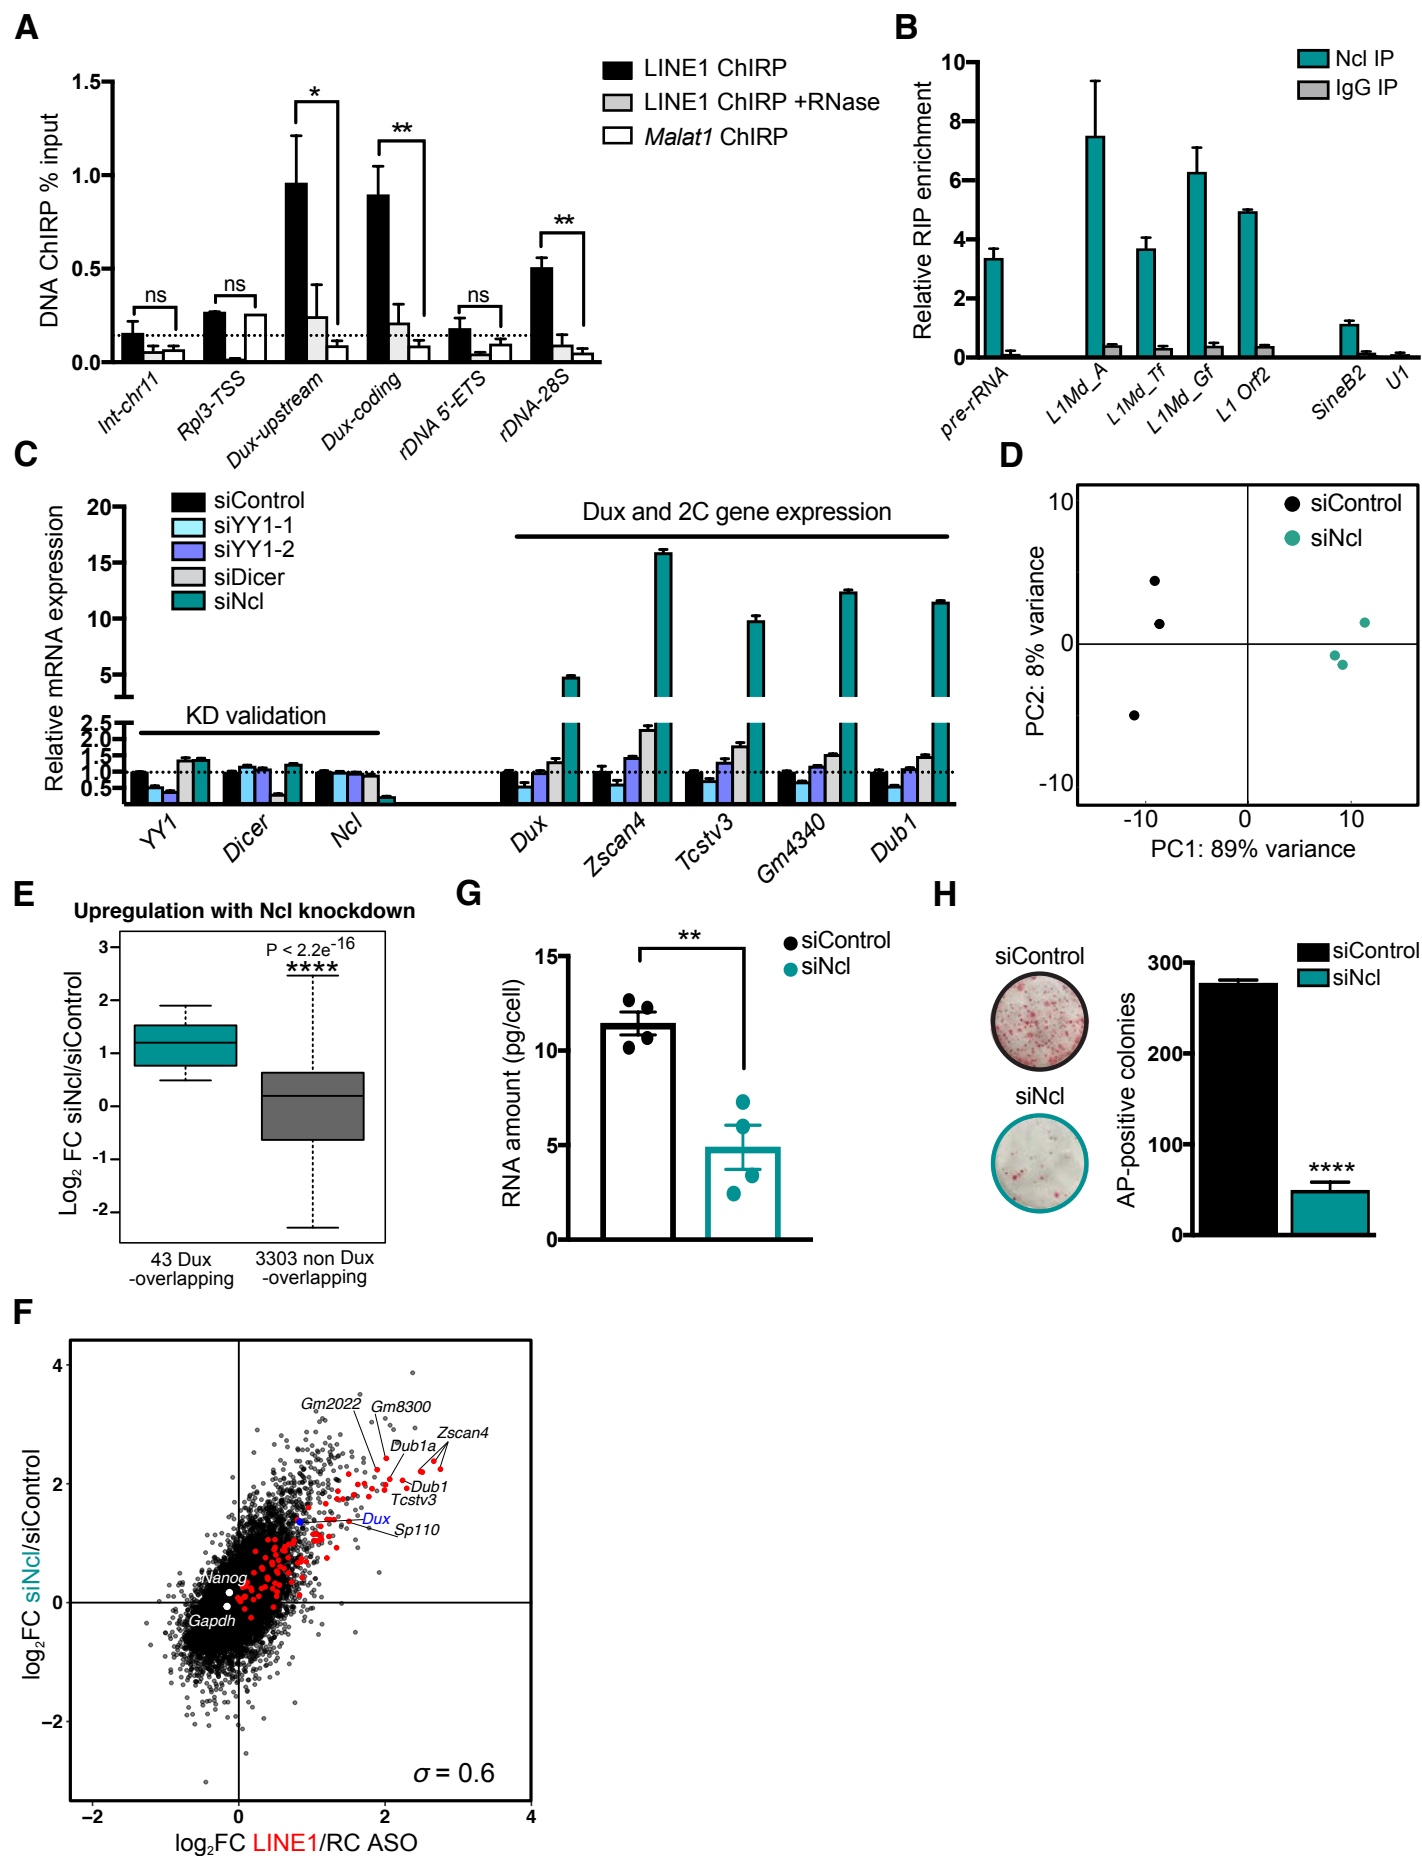 A
LINE1 ChIRP
LINE1 ChIRP +RNase
Malat1 ChIRP
DNA ChIRP % input
1.5
1.0
0.5
0.0
ns
ns
*
**
ns
**
Int-chr11
Rpl3-TSS
Dux-upstream
Dux-coding
rDNA 5'-ETS
rDNA-28S
B
Ncl IP
IgG IP
Relative RIP enrichment
10
8
6
4
2
0
pre-rRNA
L1Md_A
L1Md_Tf
L1Md_Gf
L1 Orf2
SineB2
U1
C
siControl
siYY1-1
siYY1-2
siDicer
siNcl
Relative mRNA expression
20
15
10
5
2.5
2.0
1.5
1.0
0.5
KD validation
Dux and 2C gene expression
YY1
Dicer
Ncl
Dux
Zscan4
Tcstv3
Gm4340
Dub1
D
siControl
siNcl
PC2: 8% variance
10
0
-10
-10
0
10
PC1: 89% variance
E
Upregulation with Ncl knockdown
P < 2.2e-16
****
Log2 FC siNcl/siControl
3
2
1
0
-1
-2
43 Dux
-overlapping
3303 non Dux
-overlapping
G
siControl
siNcl
**
RNA amount (pg/cell)
15
10
5
0
H
siControl
siNcl
siControl
siNcl
AP-positive colonies
300
200
100
0
****
F
log2FC siNcl/siControl
4
2
0
−2
Gm2022
Gm8300
Zscan4
Dub1a
Dub1
Tcstv3
Dux
Sp110
Nanog
Gapdh
σ = 0.6
−2
0
2
4
log2FC LINE1/RC ASO